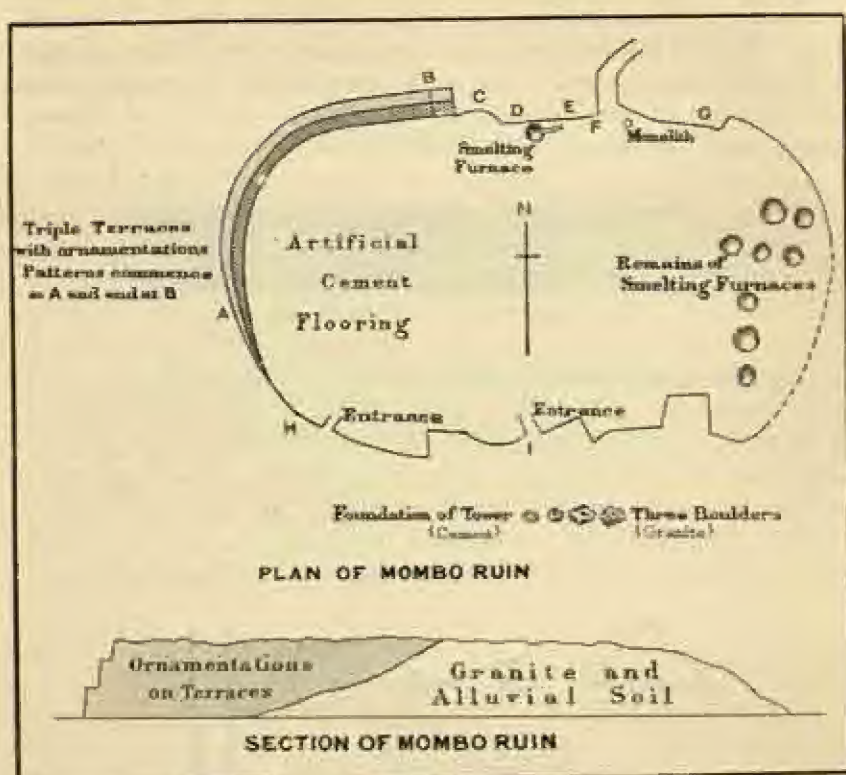 B
C
D
E
F
G
Smelting
Furnace
Monolith
N
Triple Terraces
with ornamentations
Patterns commence
at A and end at B
A
Artificial
Cement
Flooring
Remains of
Smelting Furnaces
H
Entrance
Entrance
I
Foundation of Tower
(Cement)
Three Boulders
(Granite)
PLAN OF MOMBO RUIN
Ornamentations
on Terraces
Granite and
Alluvial Soil
SECTION OF MOMBO RUIN